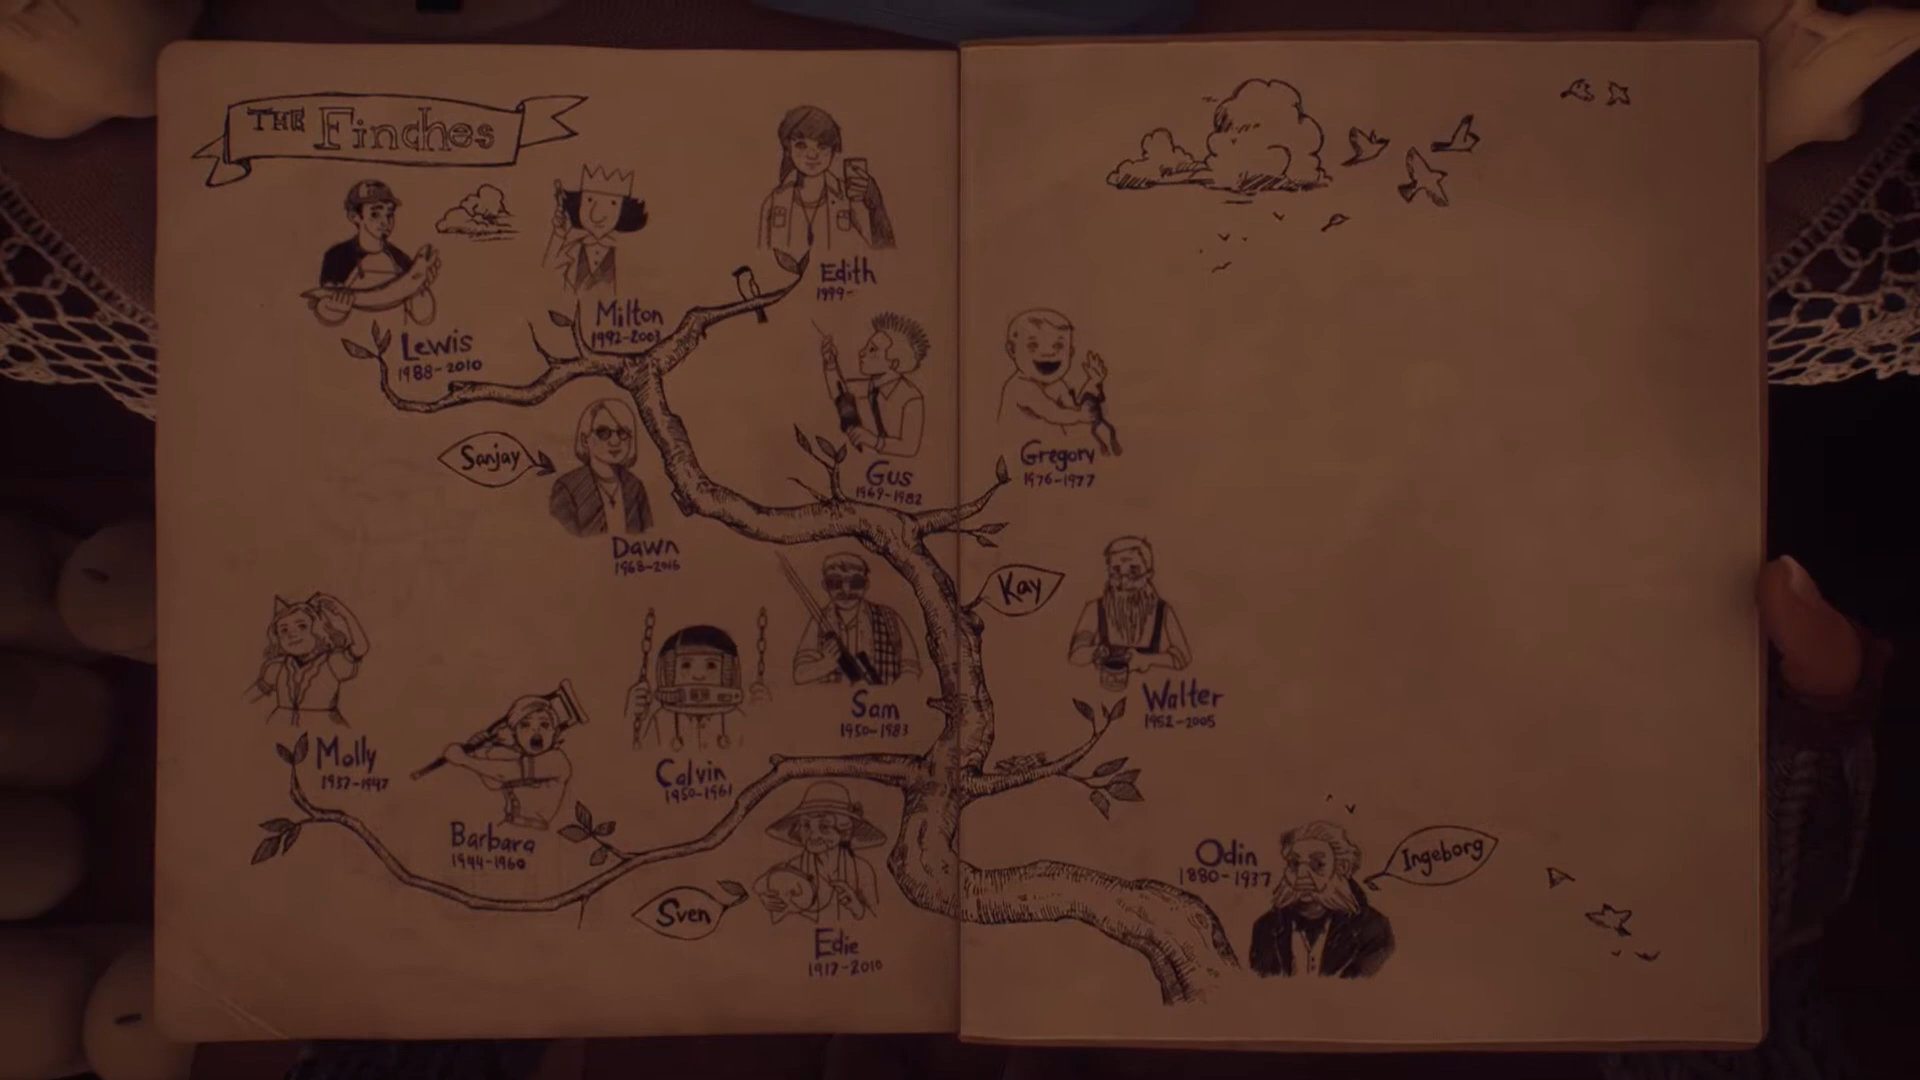 THE Finches
Edith
1999-
Milton
1992-2003
Lewis
1988-2010
Gus
1969-1982
Gregory
1976-1977
Sanjay
Dawn
1968-2016
Kay
Sam
1950-1983
Walter
1952-2005
Molly
1937-1947
Calvin
1950-1961
Barbara
1944-1960
Odin
1880-1937
Ingeborg
Sven
Edie
1917-2010